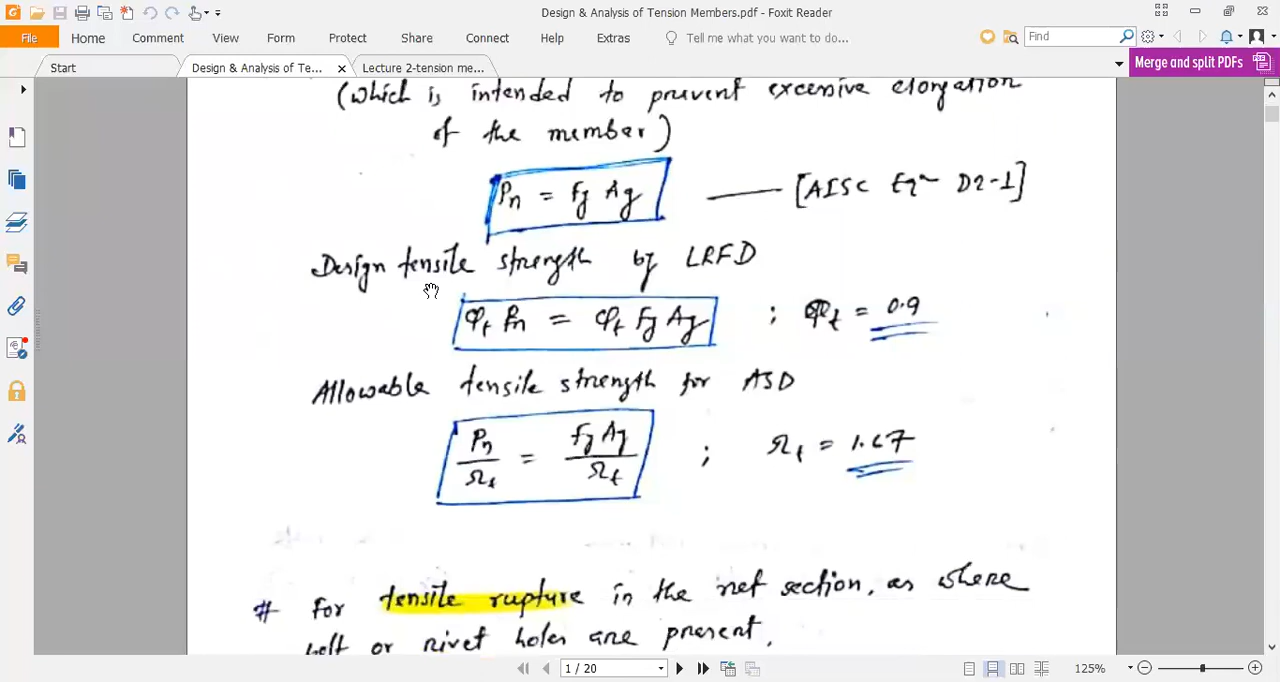 Design & Analysis of Tension Members.pdf - Foxit Reader
File Home Comment View Form Protect Share Connect Help Extras Tell me what you want to do... Find
Start Design & Analysis of Te... Lecture 2-tension me... Merge and split PDFs
(which is intended to prevent excessive elongation
of the member)
Pn = Fy Ag —— [AISC Eqn D2-1]
Design tensile strength by LRFD
φt Pn = φt Fy Ag ; φt = 0.9
Allowable tensile strength for ASD
Pn/Ωt = Fy Ag/Ωt ; Ωt = 1.67
# For tensile rupture in the net section, as where
bolt or rivet holes are present,
1 / 20 125%